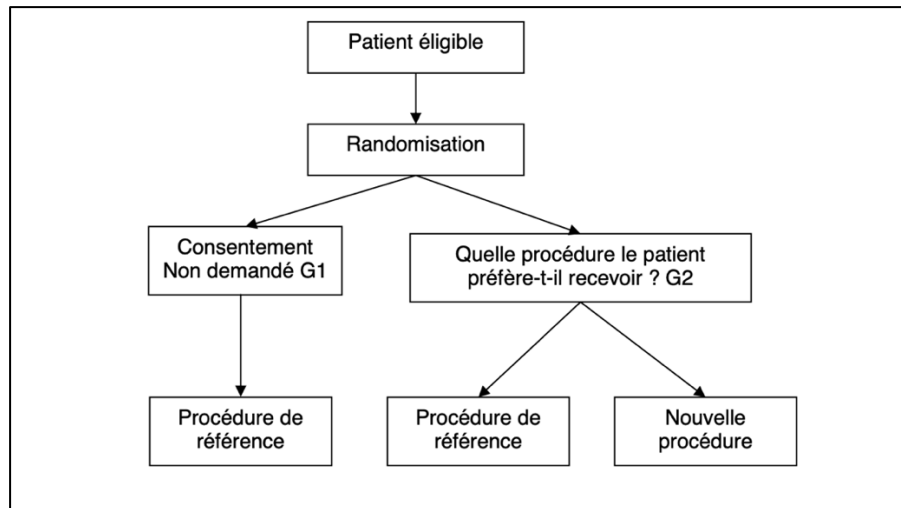 Patient éligible
Randomisation
Consentement
Non demandé G1
Quelle procédure le patient
préfère-t-il recevoir ? G2
Procédure de
référence
Procédure de
référence
Nouvelle
procédure